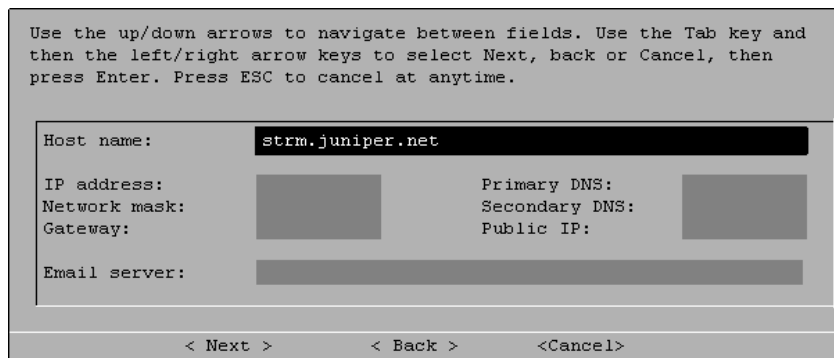 Use the up/down arrows to navigate between fields. Use the Tab key and
then the left/right arrow keys to select Next, back or Cancel, then
press Enter. Press ESC to cancel at anytime.
Host name: strm.juniper.net
IP address: Primary DNS:
Network mask: Secondary DNS:
Gateway: Public IP:
Email server:
< Next > < Back > <Cancel>